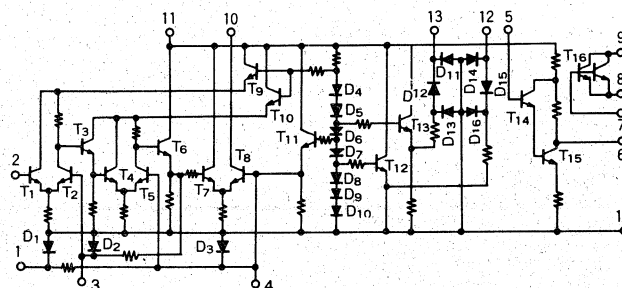 11 10 13 12 5 9
T16
D11 D14
T9 D12 D15 8
D4
T10 D5 T14
T3 T6 T11 D6 T13 D13 D16 7
2 T8 D7 T15 6
T1 T2 T4 T5 T7 D8 T12
D9
D1 D2 D3 D10
1 1
3 4